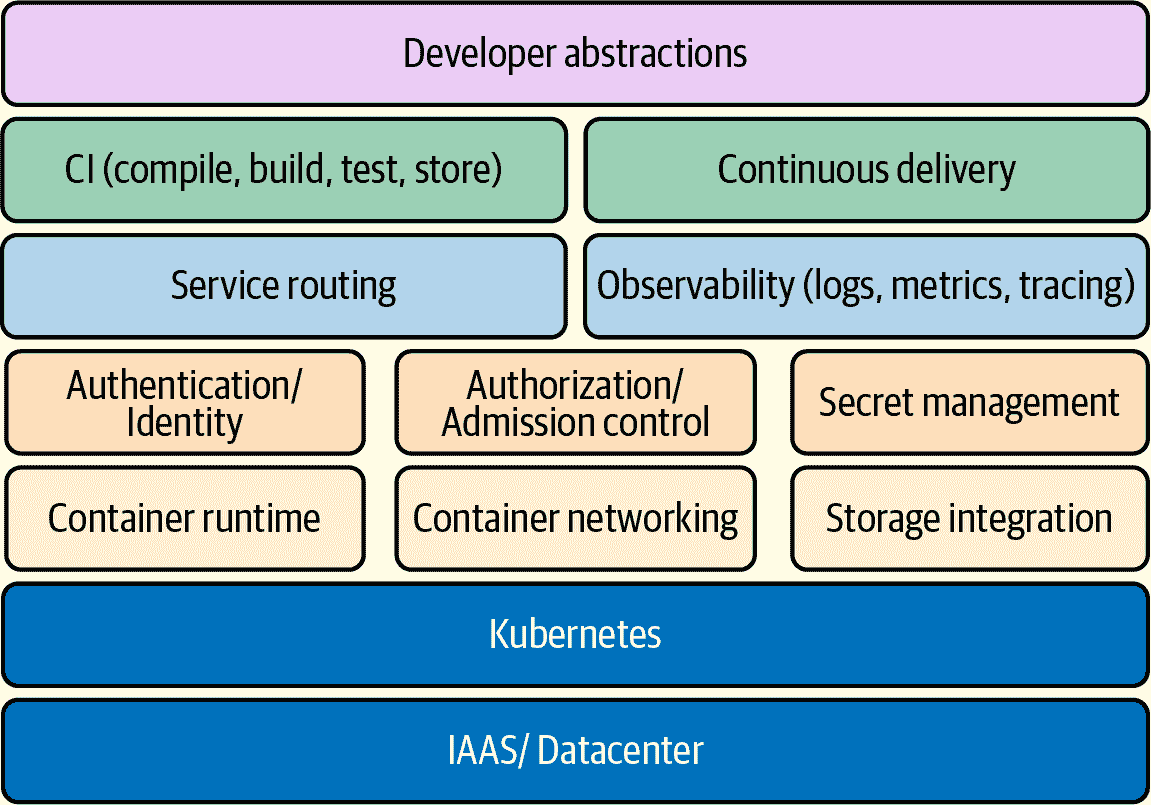 Developer abstractions
CI (compile, build, test, store)
Continuous delivery
Service routing
Observability (logs, metrics, tracing)
Authentication/
Identity
Authorization/
Admission control
Secret management
Container runtime
Container networking
Storage integration
Kubernetes
IAAS/ Datacenter